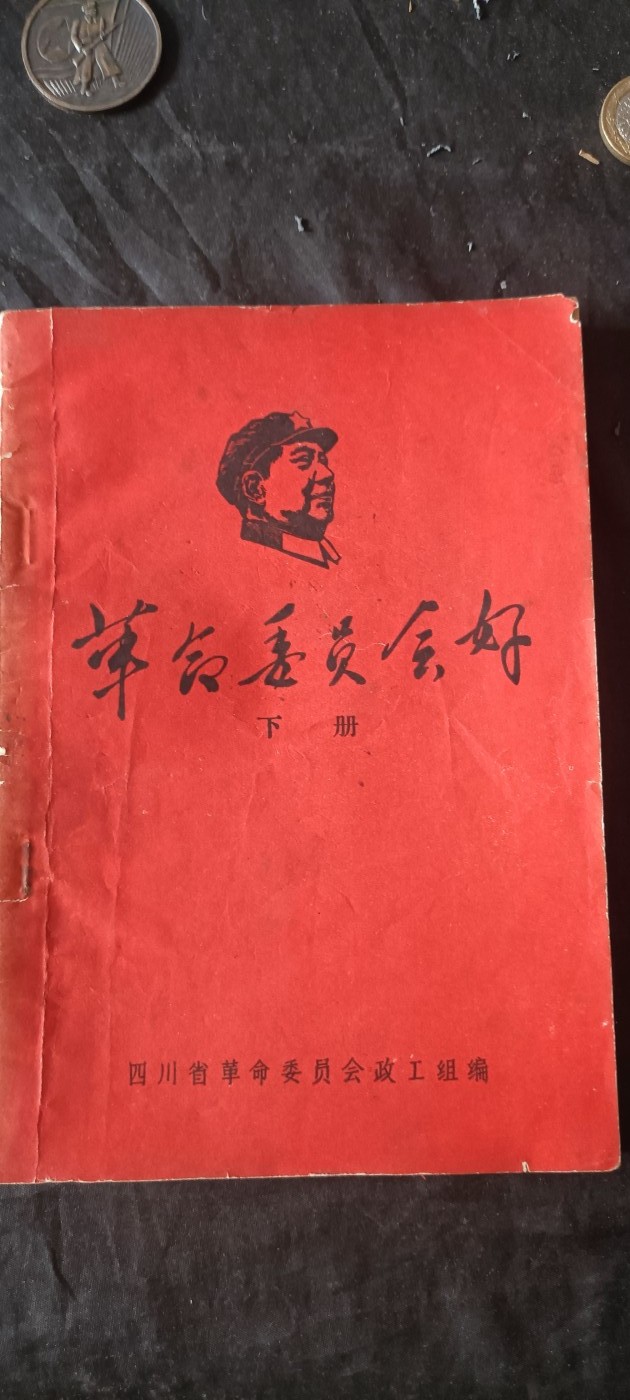 革命委员会好
下册
四川省革命委员会政工组编